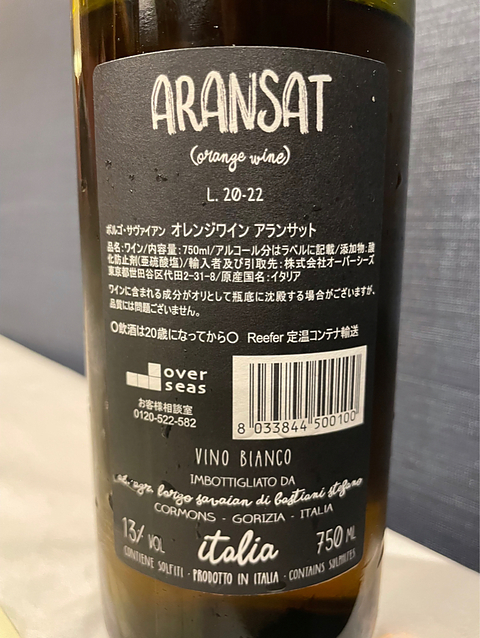 ARANSAT
(orange wine)
L. 20-22
ボルゴ・サヴァイアン オレンジワイン アランサット
品名:ワイン/内容量:750ml/アルコール分はラベルに記載/添加物:酸
化防止剤(亜硫酸塩)/輸入者及び引取先:株式会社オーバーシーズ
東京都世田谷区代田2-31-8/原産国名:イタリア
ワインに含まれる成分がオリとして瓶底に沈殿する場合がございますが、
品質には問題ございません。
〇飲酒は20歳になってから〇 Reefer 定温コンテナ輸送
over
seas
お客様相談室
0120-522-582
8 033844 500100
VINO BIANCO
IMBOTTIGLIATO DA
az. agr. borgo savaian di bastiani stefano
CORMONS - GORIZIA - ITALIA
13% VOL
italia
750 ML
CONTIENE SOLFITI - PRODOTTO IN ITALIA - CONTAINS SULPHITES